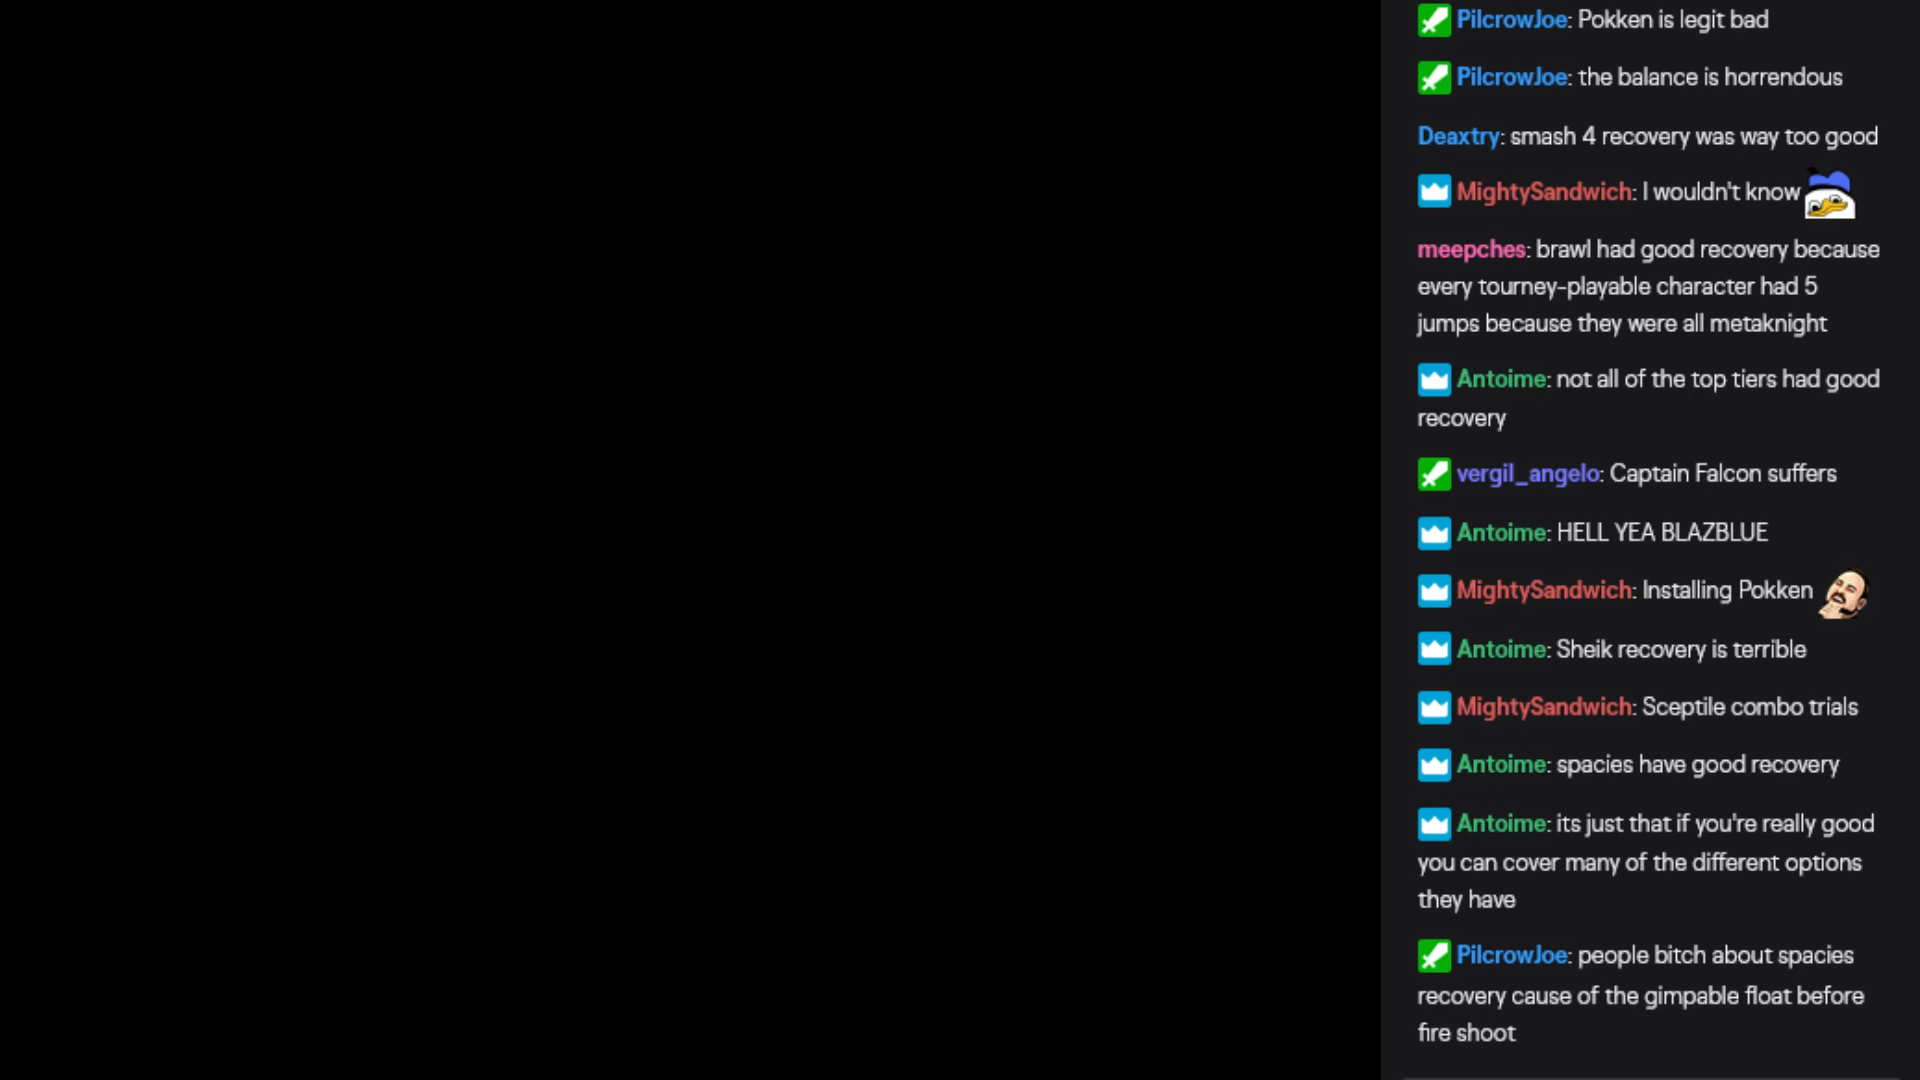 PilcrowJoe: Pokken is legit bad
PilcrowJoe: the balance is horrendous
Deaxtry: smash 4 recovery was way too good
MightySandwich: I wouldn't know
meepches: brawl had good recovery because
every tourney-playable character had 5
jumps because they were all metaknight
Antoime: not all of the top tiers had good
recovery
vergil_angelo: Captain Falcon suffers
Antoime: HELL YEA BLAZBLUE
MightySandwich: Installing Pokken
Antoime: Sheik recovery is terrible
MightySandwich: Sceptile combo trials
Antoime: spacies have good recovery
Antoime: its just that if you're really good
you can cover many of the different options
they have
PilcrowJoe: people bitch about spacies
recovery cause of the gimpable float before
fire shoot